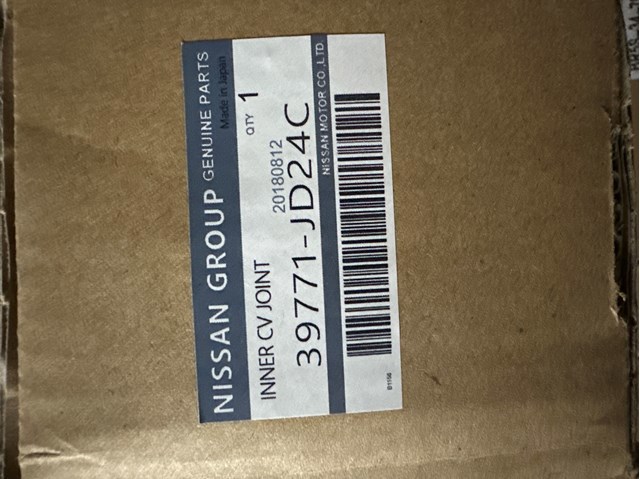 NISSAN GROUP GENUINE PARTS
Made in Japan
INNER CV JOINT
QTY 1
20180812
39771-JD24C
NISSAN MOTOR CO.,LTD
B1156